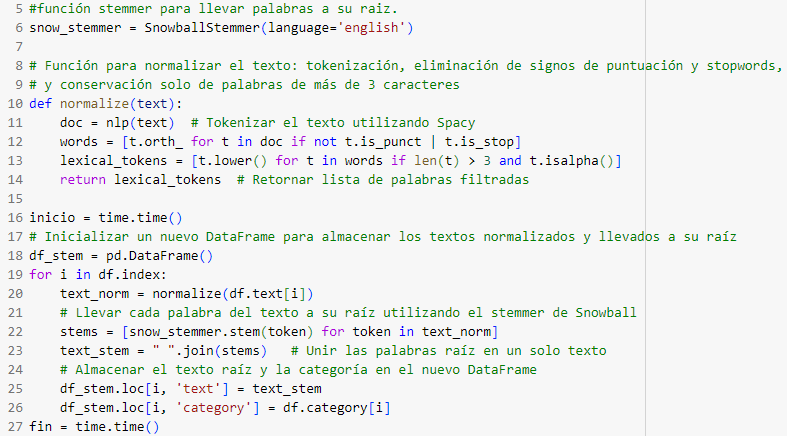 5 #función stemmer para llevar palabras a su raiz.
6 snow_stemmer = SnowballStemmer(language='english')
7
8 # Función para normalizar el texto: tokenización, eliminación de signos de puntuación y stopwords,
9 # y conservación solo de palabras de más de 3 caracteres
10 def normalize(text):
11     doc = nlp(text)  # Tokenizar el texto utilizando Spacy
12     words = [t.orth_ for t in doc if not t.is_punct | t.is_stop]
13     lexical_tokens = [t.lower() for t in words if len(t) > 3 and t.isalpha()]
14     return lexical_tokens  # Retornar lista de palabras filtradas
15
16 inicio = time.time()
17 # Inicializar un nuevo DataFrame para almacenar los textos normalizados y llevados a su raíz
18 df_stem = pd.DataFrame()
19 for i in df.index:
20     text_norm = normalize(df.text[i])
21     # Llevar cada palabra del texto a su raíz utilizando el stemmer de Snowball
22     stems = [snow_stemmer.stem(token) for token in text_norm]
23     text_stem = " ".join(stems)   # Unir las palabras raíz en un solo texto
24     # Almacenar el texto raíz y la categoría en el nuevo DataFrame
25     df_stem.loc[i, 'text'] = text_stem
26     df_stem.loc[i, 'category'] = df.category[i]
27 fin = time.time()